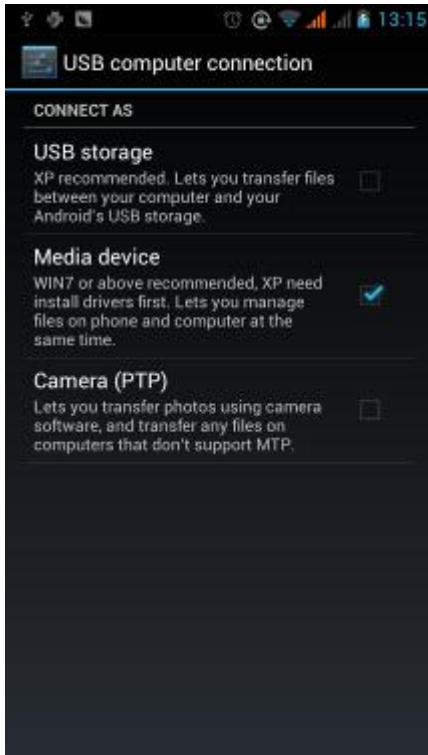 13:15
USB computer connection
CONNECT AS
USB storage
XP recommended. Lets you transfer files
between your computer and your
Android's USB storage.
Media device
WIN7 or above recommended, XP need
install drivers first. Lets you manage
files on phone and computer at the
same time.
Camera (PTP)
Lets you transfer photos using camera
software, and transfer any files on
computers that don't support MTP.